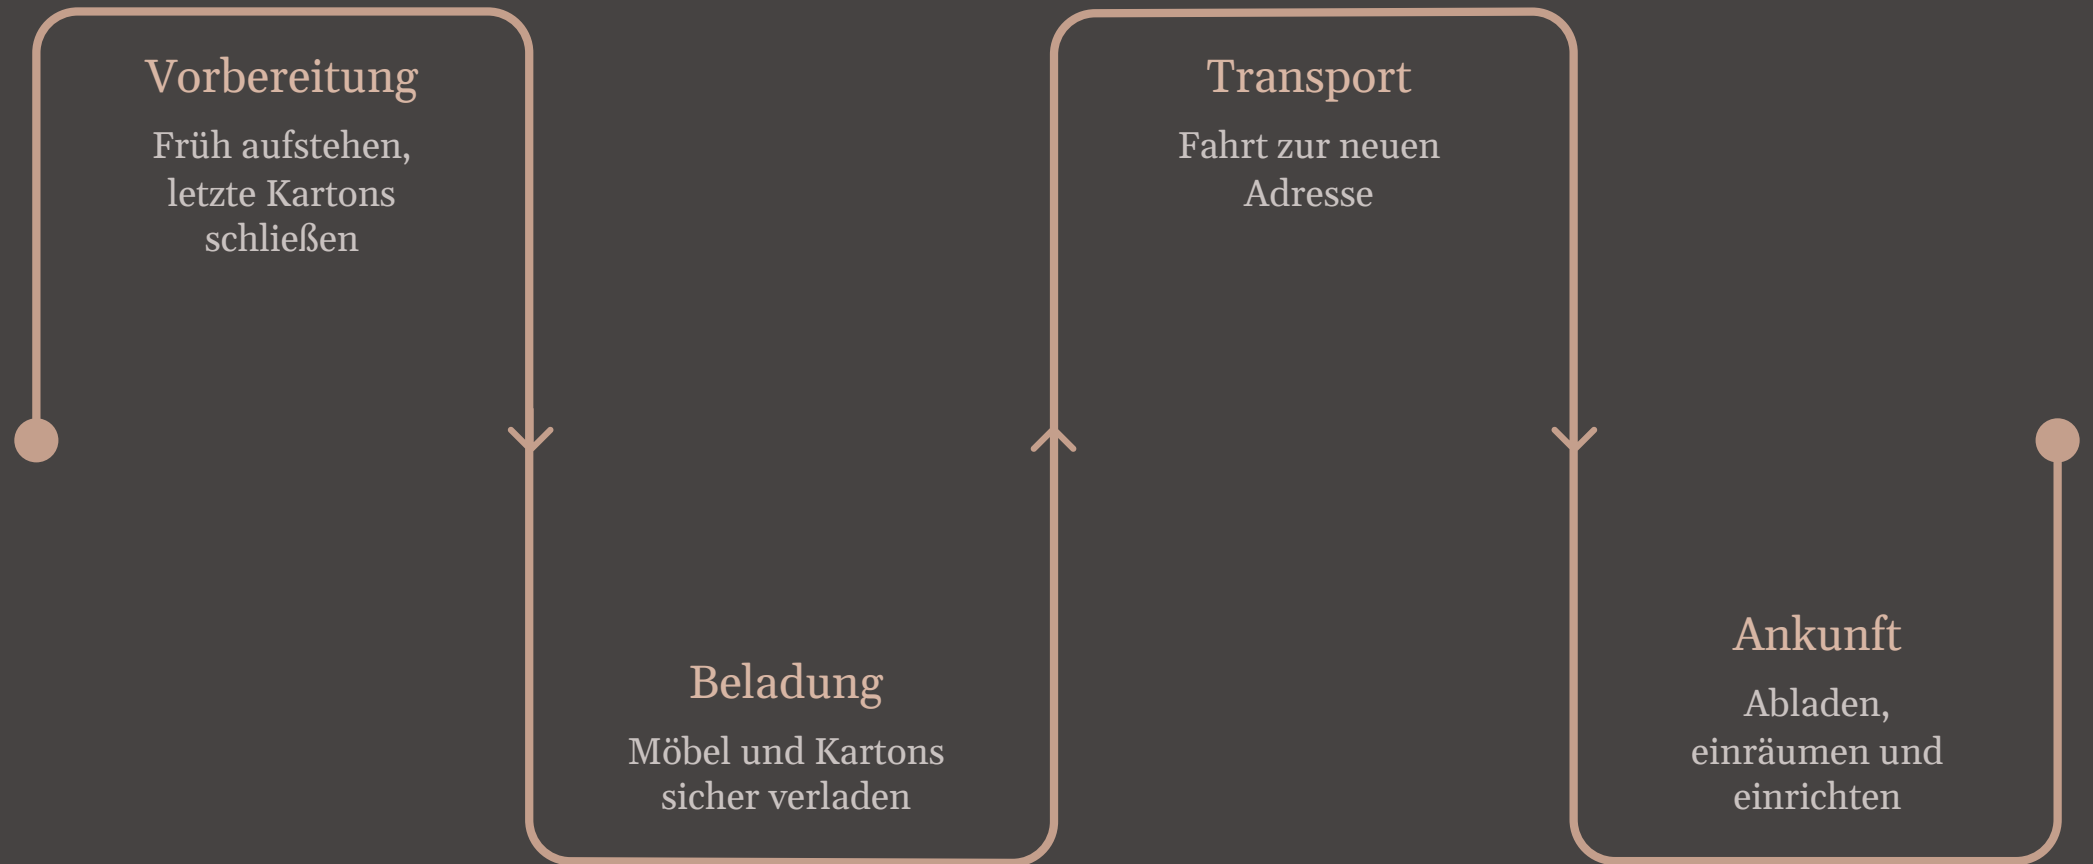 Vorbereitung
Früh aufstehen,
letzte Kartons
schließen
Beladung
Möbel und Kartons
sicher verladen
Transport
Fahrt zur neuen
Adresse
Ankunft
Abladen,
einräumen und
einrichten